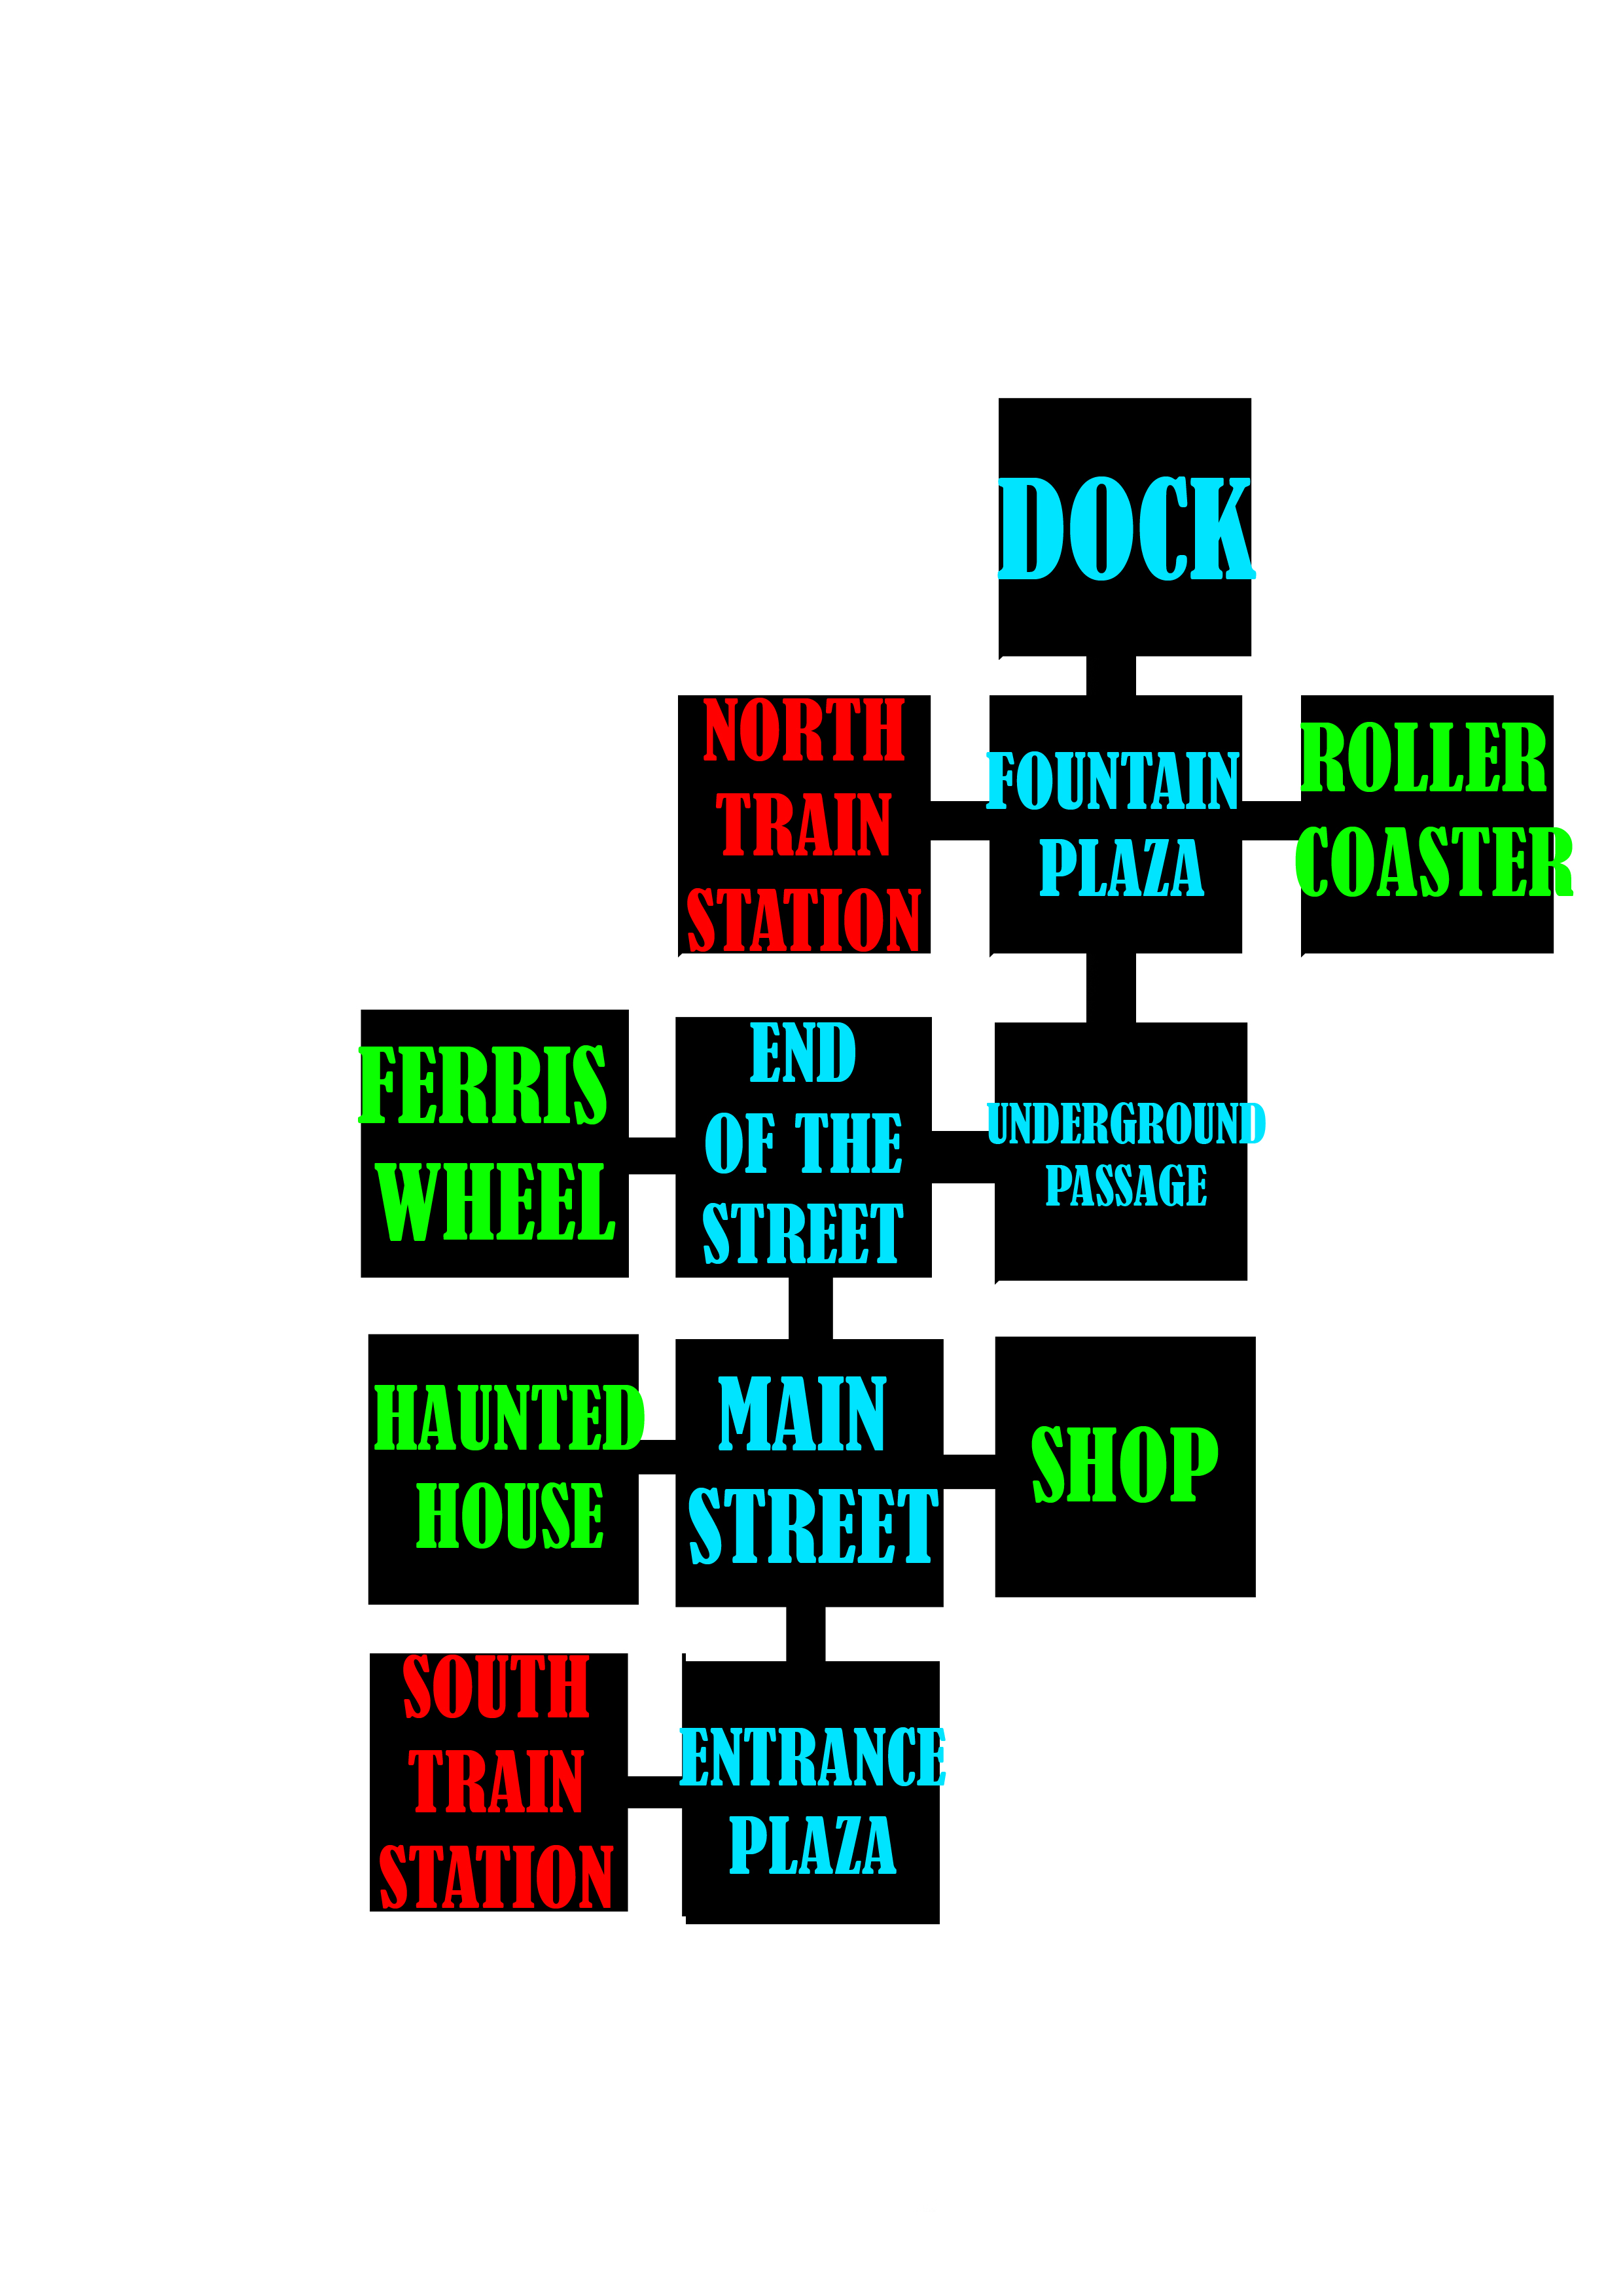 DOCK
NORTH
TRAIN
STATION
FOUNTAIN
PLAZA
ROLLER
COASTER
FERRIS
WHEEL
END
OF THE
STREET
UNDERGROUND
PASSAGE
HAUNTED
HOUSE
MAIN
STREET
SHOP
SOUTH
TRAIN
STATION
ENTRANCE
PLAZA